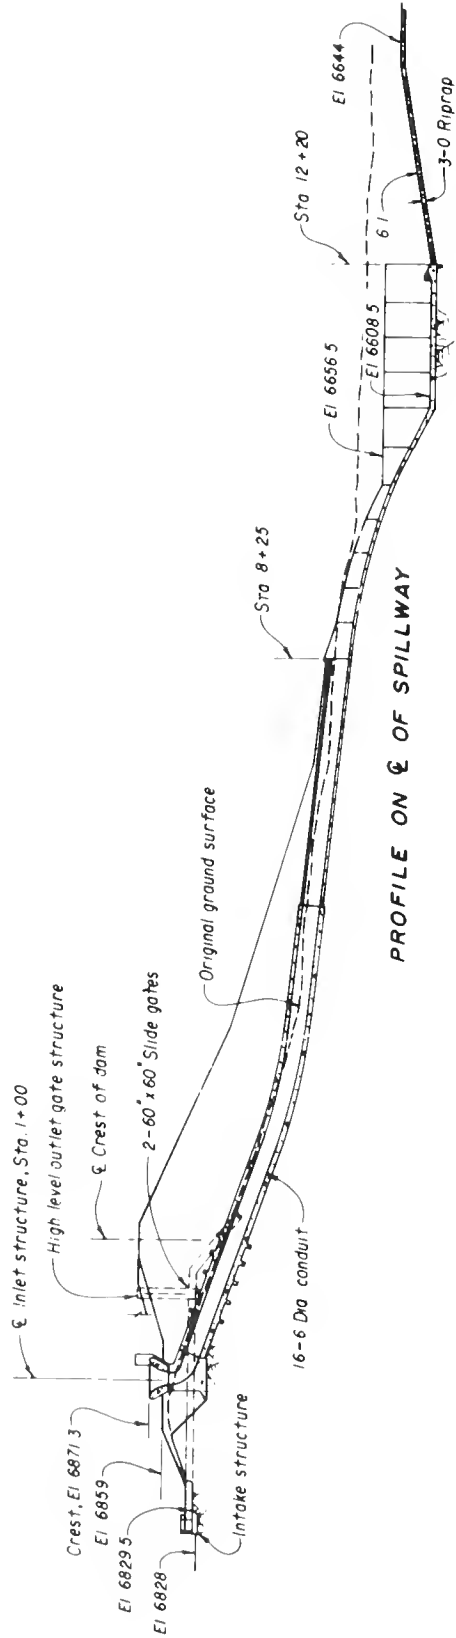 ₵ Inlet structure, Sta. 1+00
High level outlet gate structure
₵ Crest of dam
2-60"x 60" Slide gates
Original ground surface
Sta 8+25
Sta 12+20
El 6644
Crest, El 6871 3
El 6859
El 6829 5
El 6828
Intake structure
16-6 Dia conduit
El 6656 5
El 6608 5
6 1
3-0 Riprap
PROFILE ON ₵ OF SPILLWAY